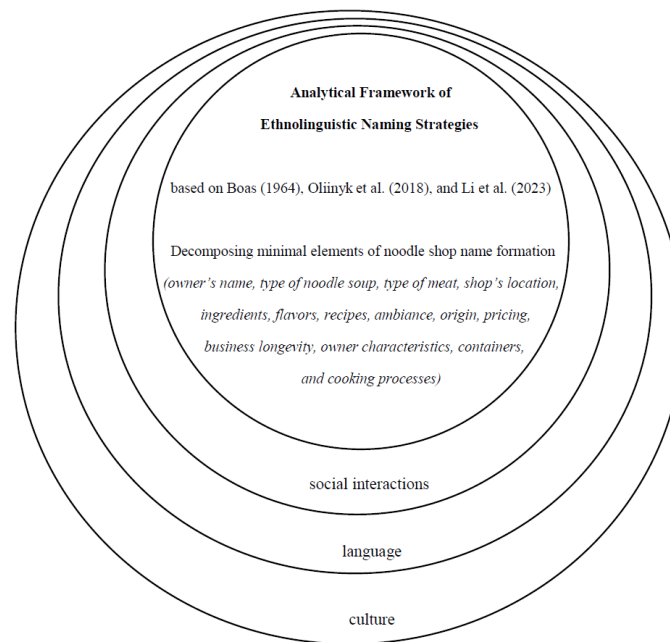 Analytical Framework of
Ethnolinguistic Naming Strategies
based on Boas (1964), Oliinyk et al. (2018), and Li et al. (2023)
Decomposing minimal elements of noodle shop name formation
(owner's name, type of noodle soup, type of meat, shop's location,
ingredients, flavors, recipes, ambiance, origin, pricing,
business longevity, owner characteristics, containers,
and cooking processes)
social interactions
language
culture